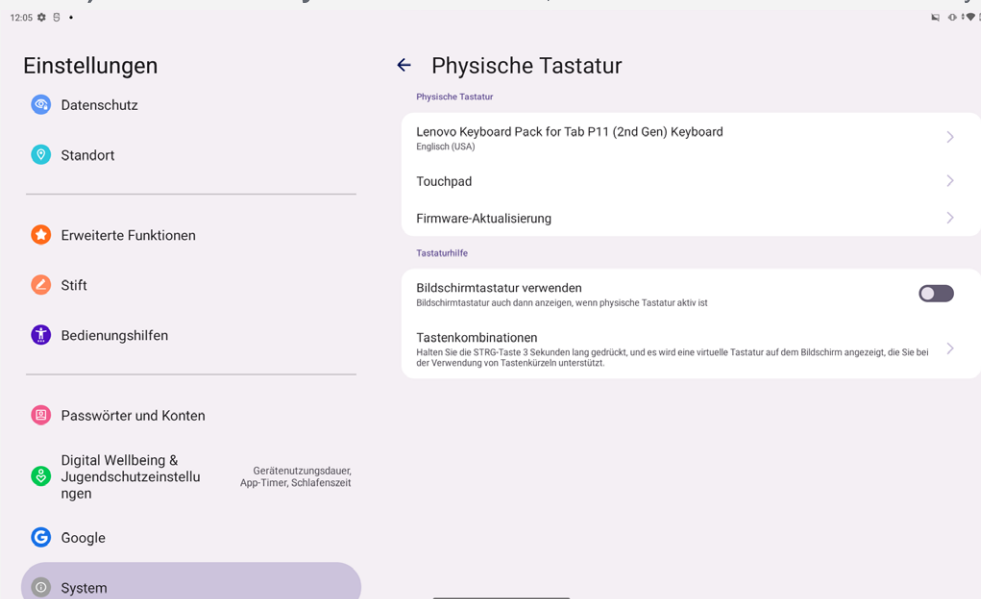 12:05
Einstellungen
Datenschutz
Standort
Erweiterte Funktionen
Stift
Bedienungshilfen
Passwörter und Konten
Digital Wellbeing &
Jugendschutzeinstellu
ngen
Gerätenutzungsdauer,
App-Timer, Schlafenszeit
Google
System
Physische Tastatur
Physische Tastatur
Lenovo Keyboard Pack for Tab P11 (2nd Gen) Keyboard
Englisch (USA)
Touchpad
Firmware-Aktualisierung
Tastaturhilfe
Bildschirmtastatur verwenden
Bildschirmtastatur auch dann anzeigen, wenn physische Tastatur aktiv ist
Tastenkombinationen
Halten Sie die STRG-Taste 3 Sekunden lang gedrückt, und es wird eine virtuelle Tastatur auf dem Bildschirm angezeigt, die Sie bei
der Verwendung von Tastenkürzeln unterstützt.